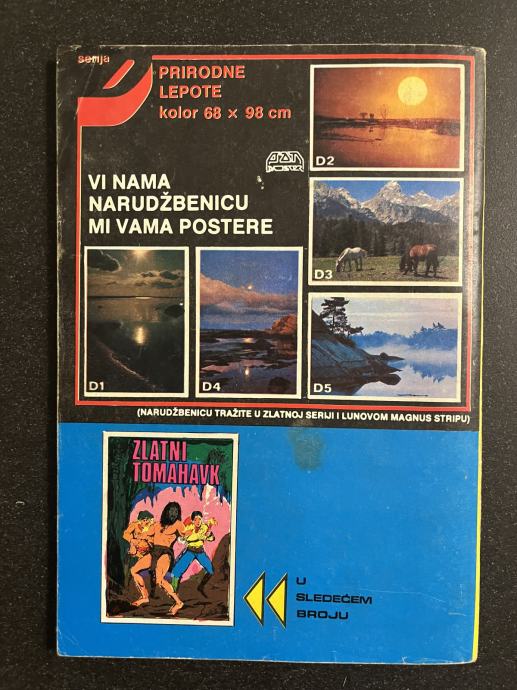 serija
PRIRODNE
LEPOTE
kolor 68 × 98 cm
D2
VI NAMA
NARUDŽBENICU
MI VAMA POSTERE
D3
D1
D4
D5
(NARUDŽBENICU TRAŽITE U ZLATNOJ SERIJI I LUNOVOM MAGNUS STRIPU)
ZLATNI
TOMAHAVK
U
SLEDEĆEM
BROJU